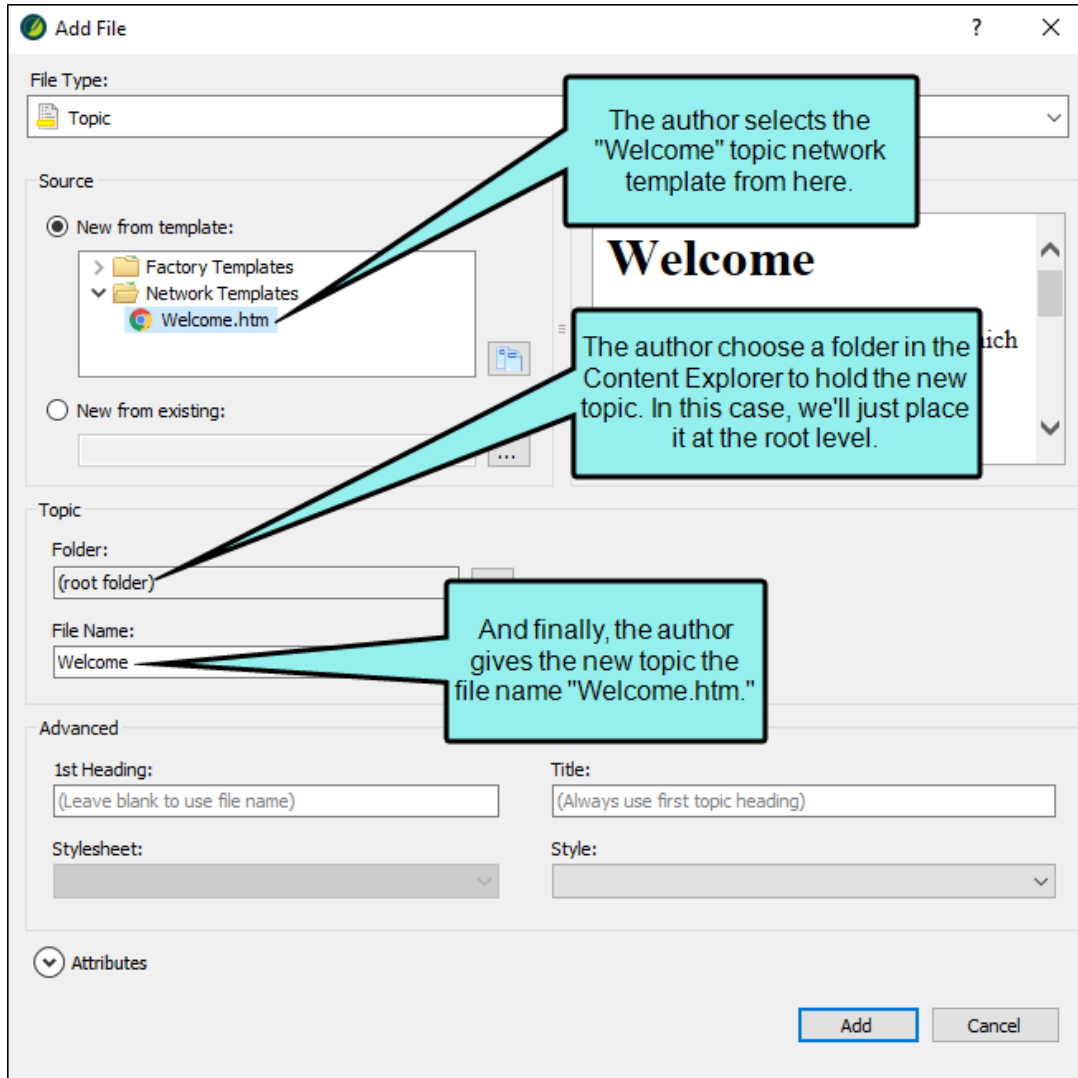 Add File
?
File Type:
Topic
The author selects the
"Welcome" topic network
template from here.
Source
New from template:
Factory Templates
Network Templates
Welcome.htm
Welcome
The author choose a folder in the
Content Explorer to hold the new
topic. In this case, we'll just place
it at the root level.
New from existing:
...
Topic
Folder:
(root folder)
File Name:
Welcome
And finally, the author
gives the new topic the
file name "Welcome.htm."
Advanced
1st Heading:
(Leave blank to use file name)
Title:
(Always use first topic heading)
Stylesheet:
Style:
Attributes
Add
Cancel